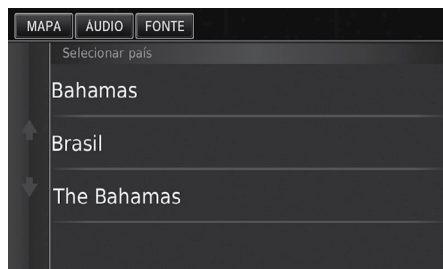 MAPA ÁUDIO FONTE
Selecionar país
Bahamas
Brasil
The Bahamas